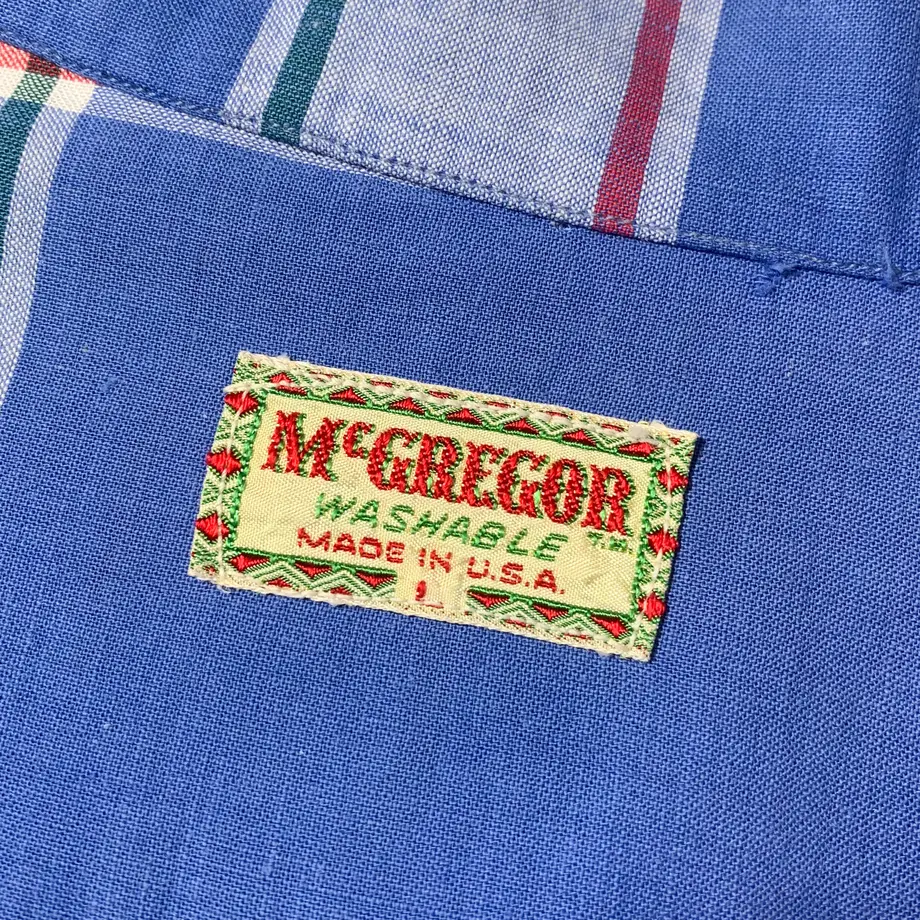 McGREGOR
WASHABLE T.M.
MADE IN U.S.A.
L